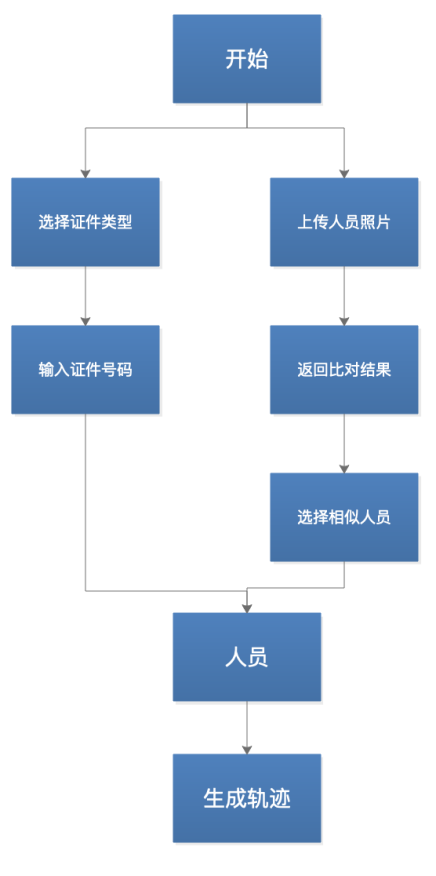 开始
选择证件类型
上传人员照片
输入证件号码
返回比对结果
选择相似人员
人员
生成轨迹